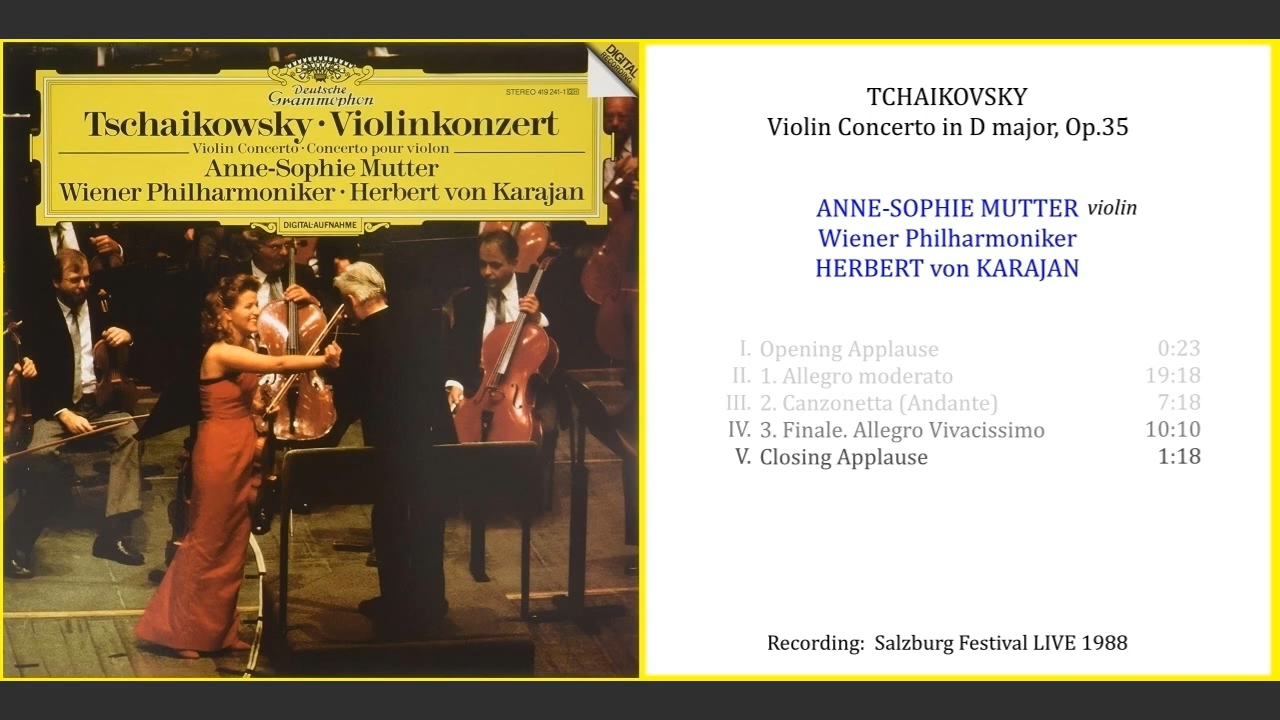 DIGITAL
RECORDING
Deutsche
Grammophon
STEREO 419 241-1
Tschaikowsky · Violinkonzert
Violin Concerto · Concerto pour violon
Anne-Sophie Mutter
Wiener Philharmoniker · Herbert von Karajan
DIGITAL-AUFNAHME
TCHAIKOVSKY
Violin Concerto in D major, Op.35
ANNE-SOPHIE MUTTER violin
Wiener Philharmoniker
HERBERT von KARAJAN
I. Opening Applause 0:23
II. 1. Allegro moderato 19:18
III. 2. Canzonetta (Andante) 7:18
IV. 3. Finale. Allegro Vivacissimo 10:10
V. Closing Applause 1:18
Recording: Salzburg Festival LIVE 1988